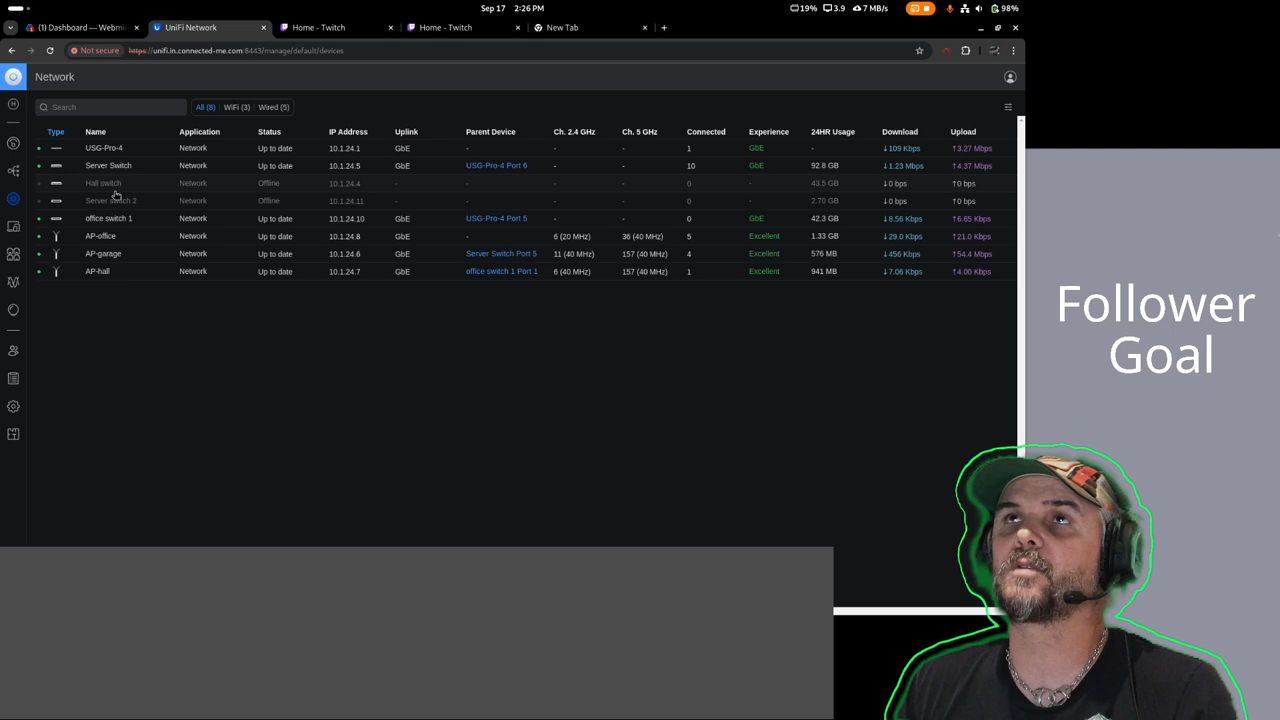 Sep 17 2:26 PM 19% 3.9 7 MB/s 98%
(1) Dashboard — Webmi UniFi Network Home - Twitch Home - Twitch New Tab
Not secure https://unifi.in.connected-me.com:8443/manage/default/devices
Network
Search All (8) WiFi (3) Wired (5)
Type Name Application Status IP Address Uplink Parent Device Ch. 2.4 GHz Ch. 5 GHz Connected Experience 24HR Usage Download Upload
USG-Pro-4 Network Up to date 10.1.24.1 GbE - - - 1 GbE - ↓109 Kbps ↑3.27 Mbps
Server Switch Network Up to date 10.1.24.5 GbE USG-Pro-4 Port 6 - - 10 GbE 92.8 GB ↓1.23 Mbps ↑4.37 Mbps
Hall switch Network Offline 10.1.24.4 - - - - 0 - 43.5 GB ↓0 bps ↑0 bps
Server switch 2 Network Offline 10.1.24.11 - - - - 0 - 2.70 GB ↓0 bps ↑0 bps
office switch 1 Network Up to date 10.1.24.10 GbE USG-Pro-4 Port 5 - - 0 GbE 42.3 GB ↓8.56 Kbps ↑6.65 Kbps
AP-office Network Up to date 10.1.24.8 GbE - 6 (20 MHz) 36 (40 MHz) 5 Excellent 1.33 GB ↓29.0 Kbps ↑21.0 Kbps
AP-garage Network Up to date 10.1.24.6 GbE Server Switch Port 5 11 (40 MHz) 157 (40 MHz) 4 Excellent 576 MB ↓456 Kbps ↑54.4 Mbps
AP-hall Network Up to date 10.1.24.7 GbE office switch 1 Port 1 6 (40 MHz) 157 (40 MHz) 1 Excellent 941 MB ↓7.06 Kbps ↑4.00 Kbps
Follower
Goal